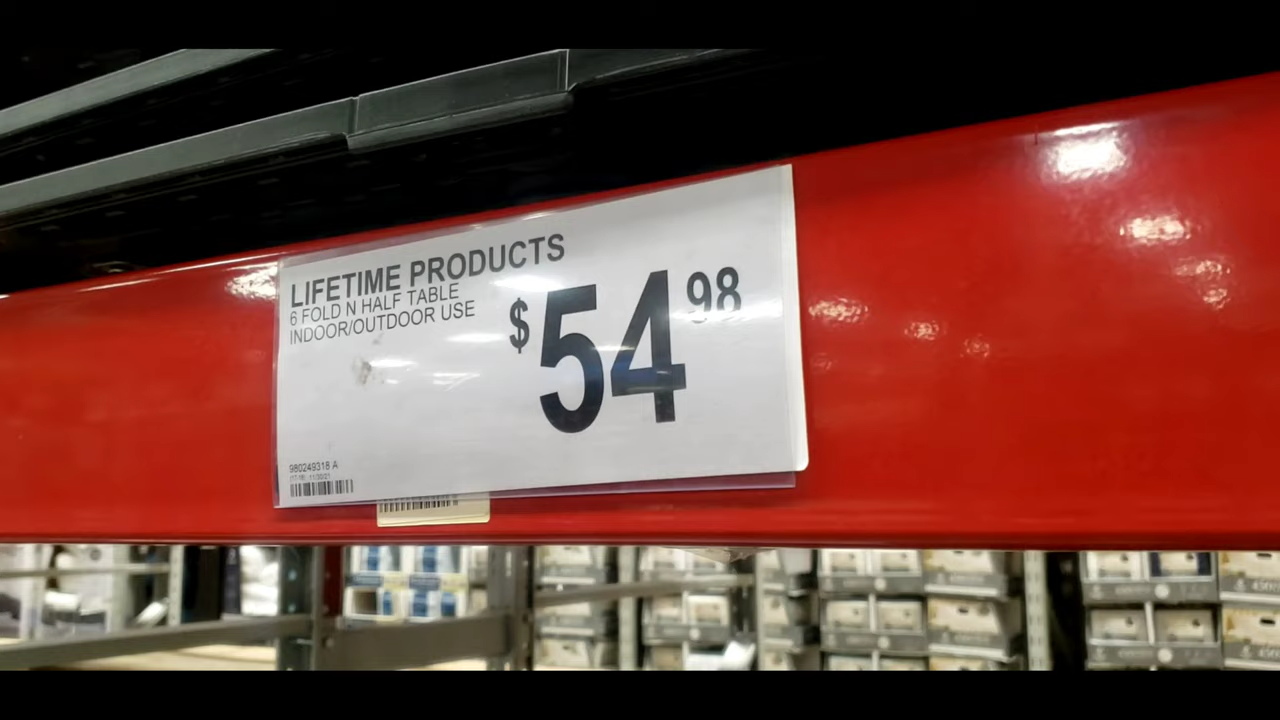 LIFETIME PRODUCTS
6 FOLD N HALF TABLE
INDOOR/OUTDOOR USE
$54 98
980249318 A